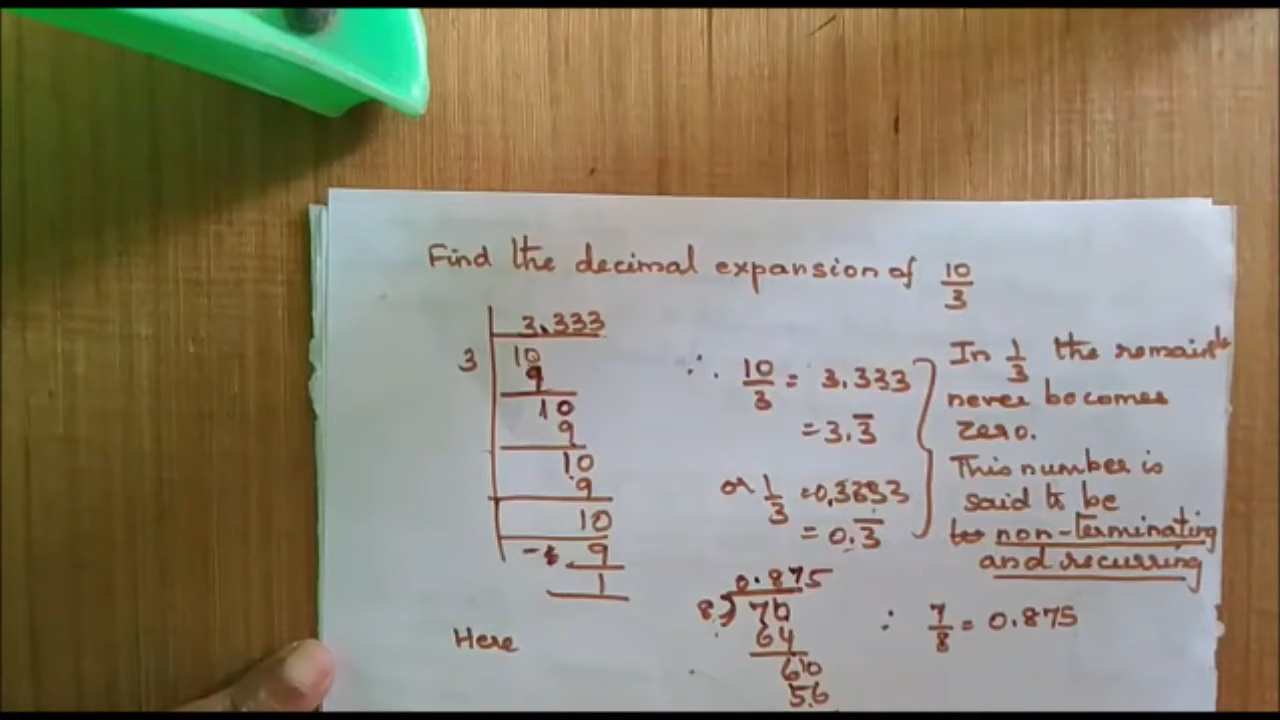 Find the decimal expansion of 10/3
3.333
3
10
9
10
9
10
9
10
9
1
∴ 10/3 = 3.333
= 3.3̅
or 1/3 = 0.3333
= 0.3̅
In 1/3 the remain
never becomes
zero.
This number is
said to be
non-terminating
and recurring
0.875
8) 70
64
60
56
∴ 7/8 = 0.875
Here